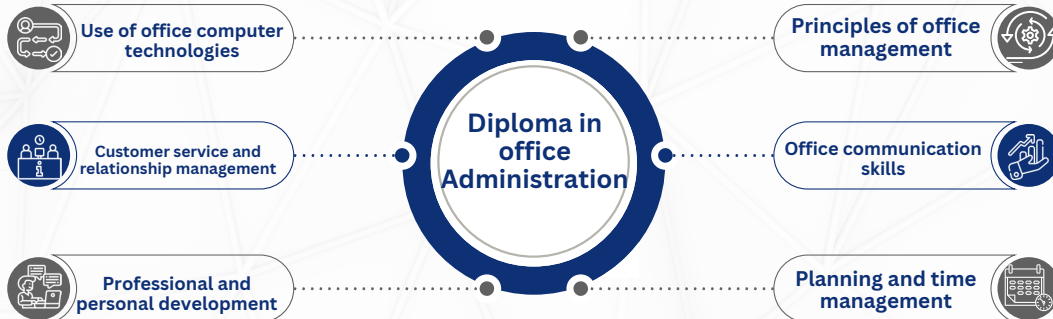 Use of office computer
technologies
Customer service and
relationship management
Professional and
personal development
Diploma in
office
Administration
Principles of office
management
Office communication
skills
Planning and time
management